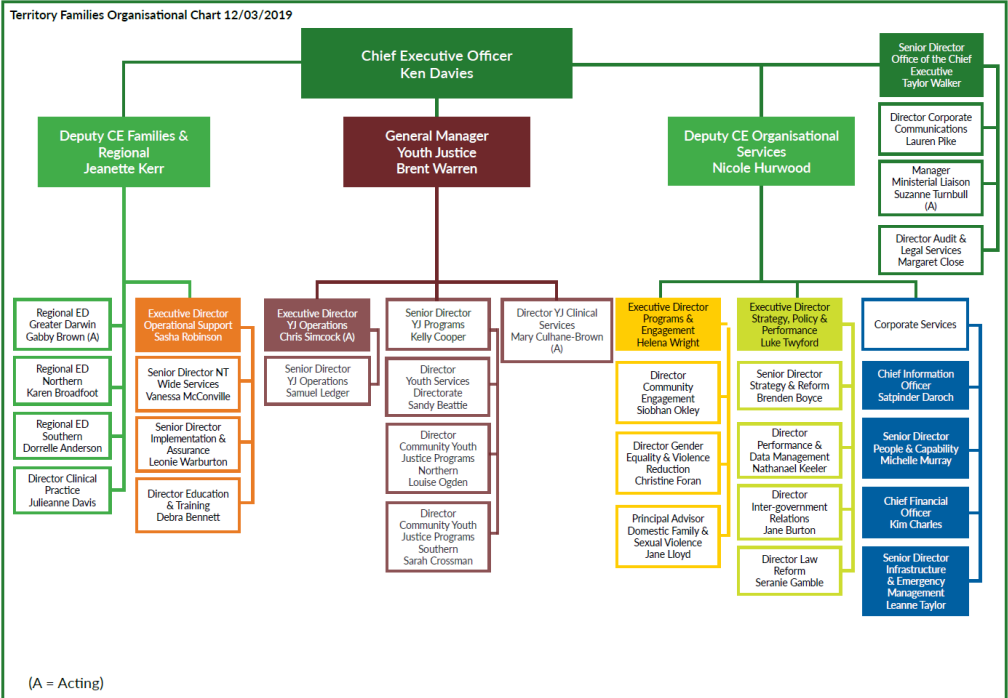 Territory Families Organisational Chart 12/03/2019
Chief Executive Officer
Ken Davies
Senior Director
Office of the Chief
Executive
Taylor Walker
Director Corporate
Communications
Lauren Pike
Manager
Ministerial Liaison
Suzanne Turnbull
(A)
Director Audit &
Legal Services
Margaret Close
Deputy CE Families &
Regional
Jeanette Kerr
General Manager
Youth Justice
Brent Warren
Deputy CE Organisational
Services
Nicole Hurwood
Regional ED
Greater Darwin
Gabby Brown (A)
Regional ED
Northern
Karen Broadfoot
Regional ED
Southern
Dorrelle Anderson
Director Clinical
Practice
Julieanne Davis
Executive Director
Operational Support
Sasha Robinson
Senior Director NT
Wide Services
Vanessa McConville
Senior Director
Implementation &
Assurance
Leonie Warburton
Director Education
& Training
Debra Bennett
Executive Director
YJ Operations
Chris Simcock (A)
Senior Director
YJ Operations
Samuel Ledger
Senior Director
YJ Programs
Kelly Cooper
Director
Youth Services
Directorate
Sandy Beattie
Director
Community Youth
Justice Programs
Northern
Louise Ogden
Director
Community Youth
Justice Programs
Southern
Sarah Crossman
Director YJ Clinical
Services
Mary Culhane-Brown
(A)
Executive Director
Programs &
Engagement
Helena Wright
Director
Community
Engagement
Siobhan Okley
Director Gender
Equality & Violence
Reduction
Christine Foran
Principal Advisor
Domestic Family &
Sexual Violence
Jane Lloyd
Executive Director
Strategy, Policy &
Performance
Luke Twyford
Senior Director
Strategy & Reform
Brenden Boyce
Director
Performance &
Data Management
Nathanael Keeler
Director
Inter-government
Relations
Jane Burton
Director Law
Reform
Seranie Gamble
Corporate Services
Chief Information
Officer
Satpinder Daroch
Senior Director
People & Capability
Michelle Murray
Chief Financial
Officer
Kim Charles
Senior Director
Infrastructure
& Emergency
Management
Leanne Taylor
(A = Acting)